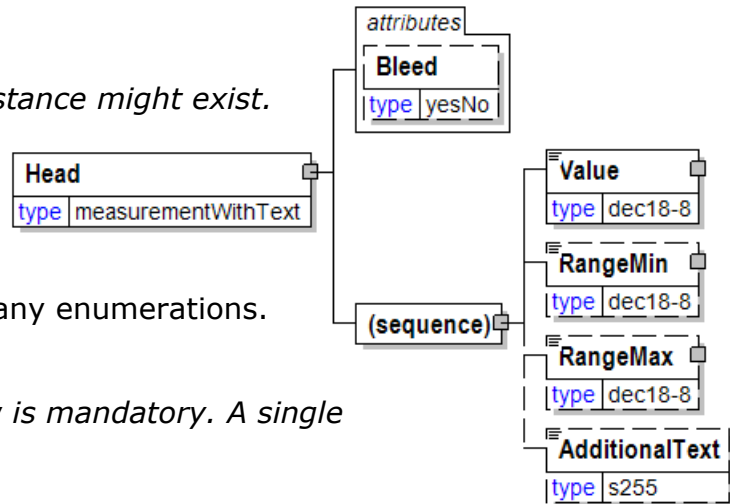 attributes
Bleed
type yesNo
stance might exist.
Head
type measurementWithText
Value
type dec18-8
RangeMin
type dec18-8
any enumerations.
(sequence)
RangeMax
type dec18-8
is mandatory. A single
AdditionalText
type s255